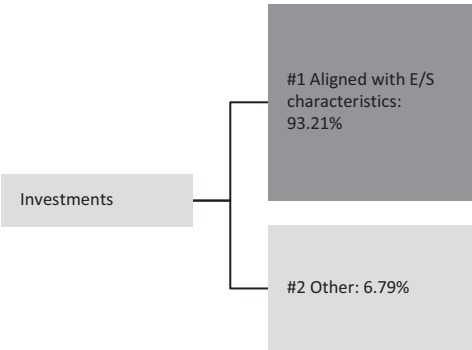 #1 Aligned with E/S
characteristics:
93.21%
Investments
#2 Other: 6.79%